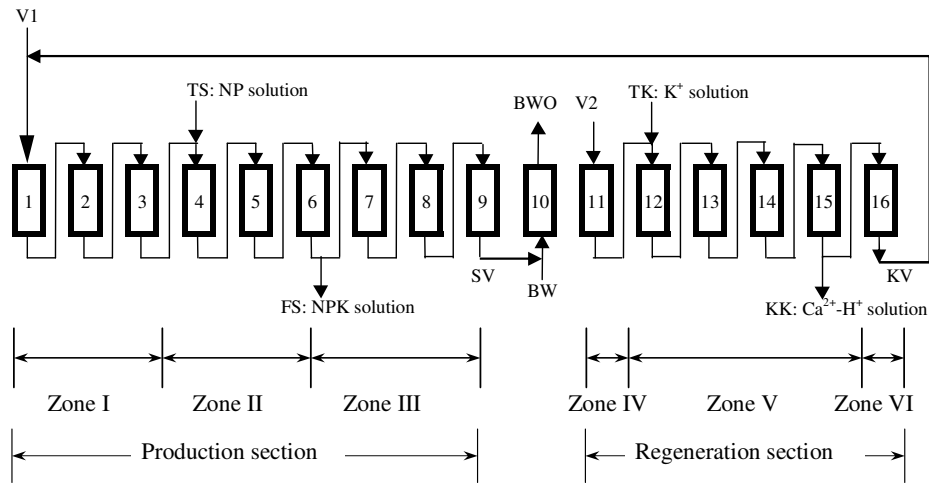 V1
TS: NP solution
BWO
V2
TK: K⁺ solution
1
2
3
4
5
6
7
8
9
10
11
12
13
14
15
16
SV
BW
KV
FS: NPK solution
KK: Ca²⁺-H⁺ solution
Zone I
Zone II
Zone III
Zone IV
Zone V
Zone VI
Production section
Regeneration section